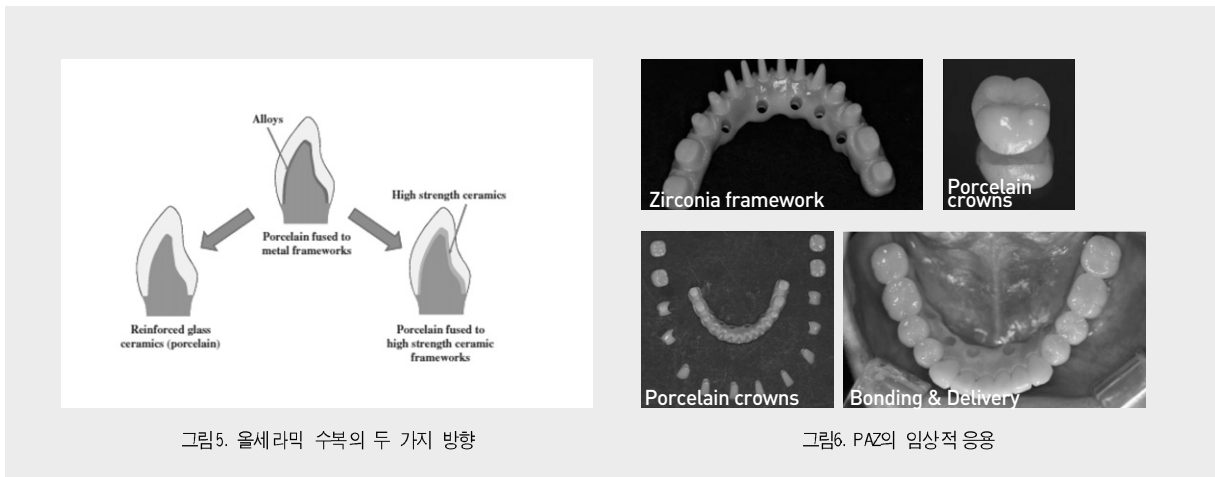 Alloys
High strength ceramics
Porcelain fused to
metal frameworks
Reinforced glass
ceramics (porcelain)
Porcelain fused to
high strength ceramic
frameworks
그림5. 올세라믹 수복의 두 가지 방향
Zirconia framework
Porcelain
crowns
Porcelain crowns
Bonding & Delivery
그림6. PAZ의 임상적 응용